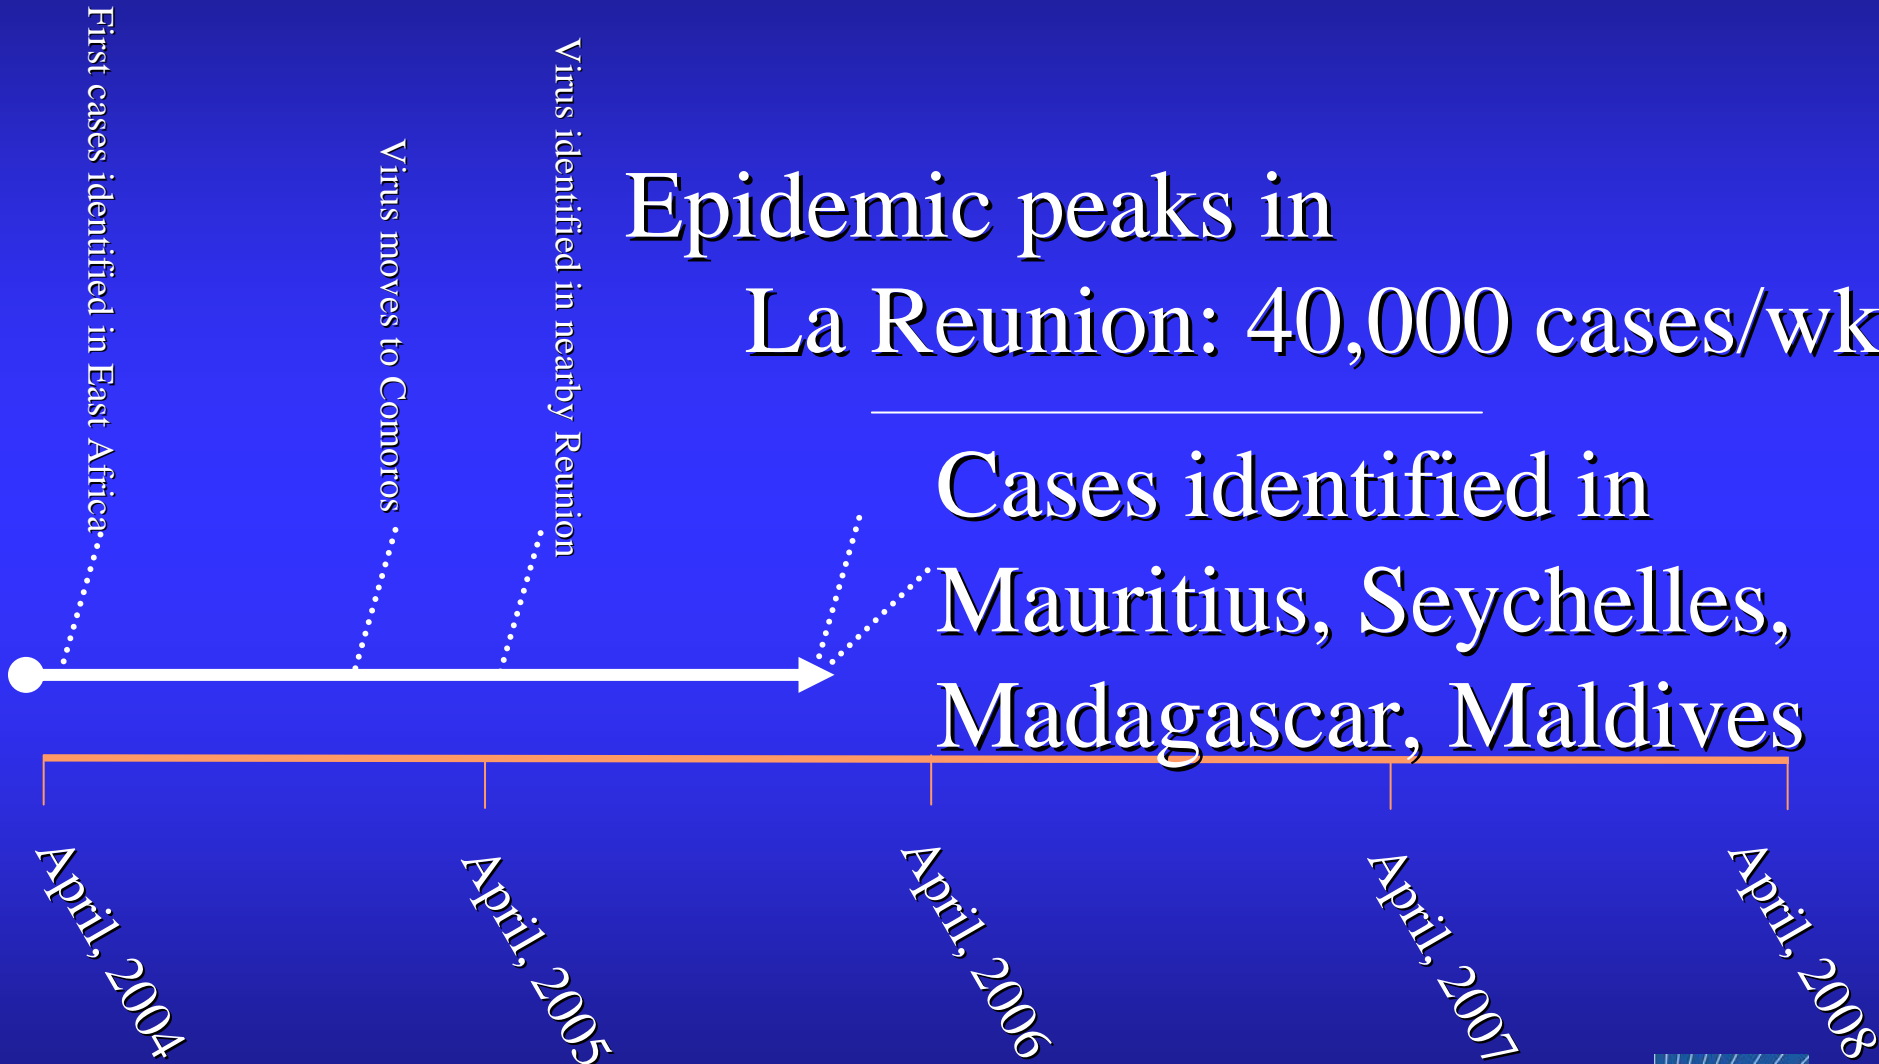 First cases identified in East Africa
Virus moves to Comoros
Virus identified in nearby Reunion
Epidemic peaks in
La Reunion: 40,000 cases/wk
Cases identified in
Mauritius, Seychelles,
Madagascar, Maldives
April, 2004
April, 2005
April, 2006
April, 2007
April, 2008